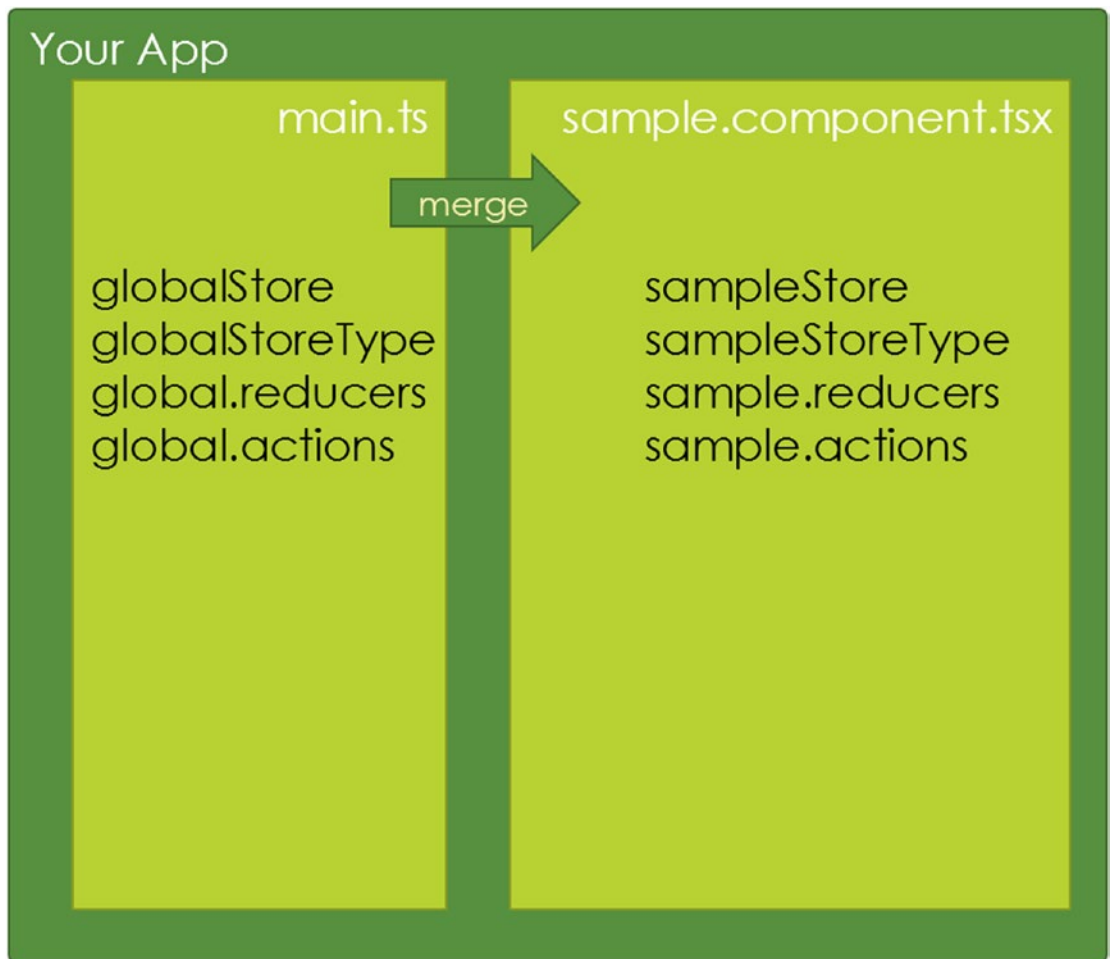 Your App
main.ts
sample.component.tsx
merge
globalStore
globalStoreType
global.reducers
global.actions
sampleStore
sampleStoreType
sample.reducers
sample.actions